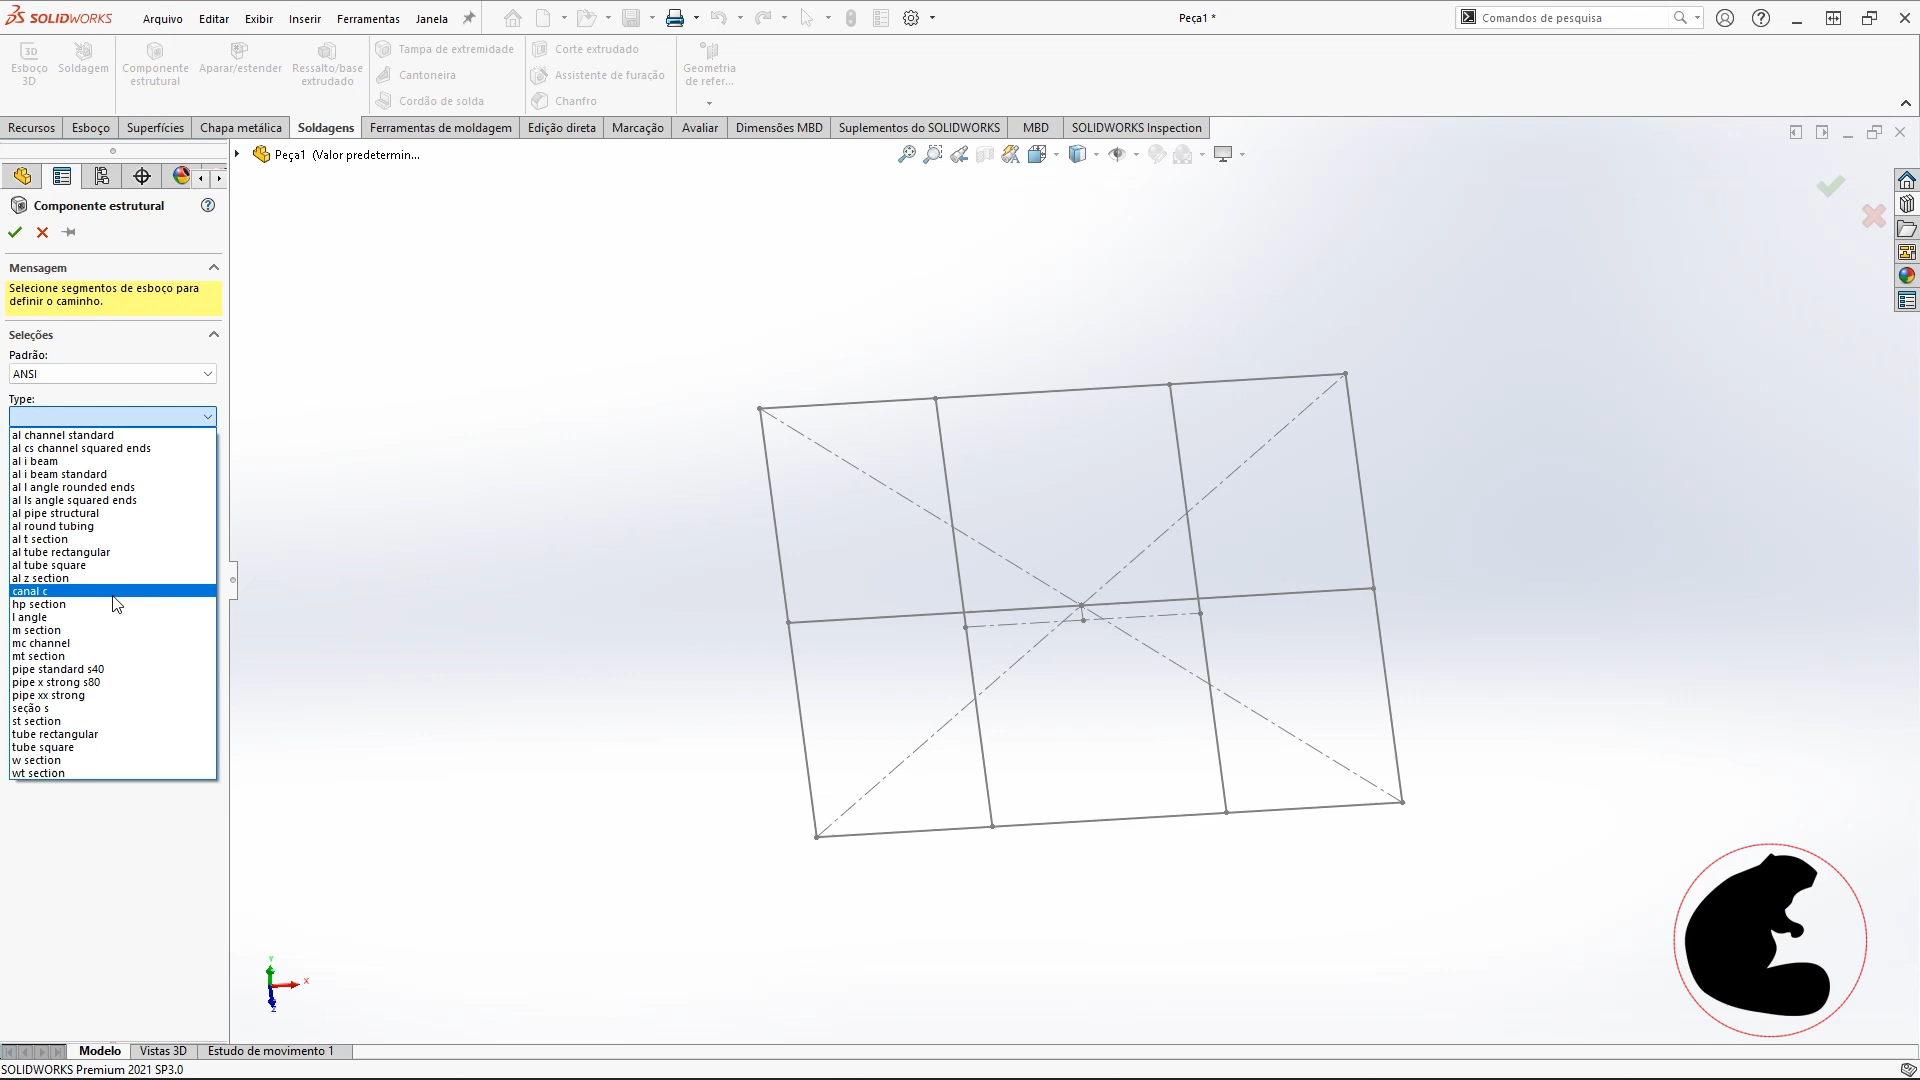 SOLIDWORKS
Arquivo Editar Exibir Inserir Ferramentas Janela
Peça1 *
Comandos de pesquisa
Esboço 3D
Soldagem
Componente estrutural
Aparar/estender
Ressalto/base extrudado
Tampa de extremidade
Cantoneira
Cordão de solda
Corte extrudado
Assistente de furação
Chanfro
Geometria de refer...
Recursos Esboço Superfícies Chapa metálica Soldagens Ferramentas de moldagem Edição direta Marcação Avaliar Dimensões MBD Suplementos do SOLIDWORKS MBD SOLIDWORKS Inspection
Peça1 (Valor predetermin...
Componente estrutural
Mensagem
Selecione segmentos de esboço para
definir o caminho.
Seleções
Padrão:
ANSI
Type:
al channel standard
al cs channel squared ends
al i beam
al i beam standard
al l angle rounded ends
al ls angle squared ends
al pipe structural
al round tubing
al t section
al tube rectangular
al tube square
al z section
canal c
hp section
l angle
m section
mc channel
mt section
pipe standard s40
pipe x strong s80
pipe xx strong
seção s
st section
tube rectangular
tube square
w section
wt section
Y
X
Z
Modelo Vistas 3D Estudo de movimento 1
SOLIDWORKS Premium 2021 SP3.0